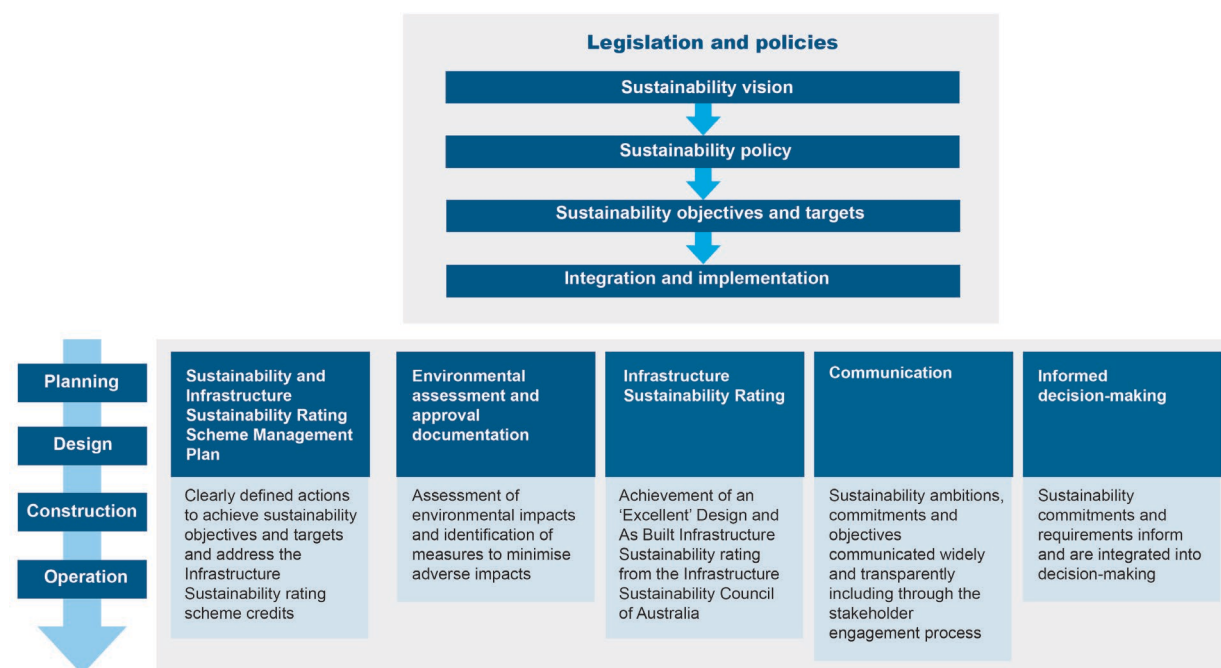 Legislation and policies
Sustainability vision
Sustainability policy
Sustainability objectives and targets
Integration and implementation
Planning
Design
Construction
Operation
Sustainability and
Infrastructure
Sustainability Rating
Scheme Management
Plan
Clearly defined actions
to achieve sustainability
objectives and targets
and address the
Infrastructure
Sustainability rating
scheme credits
Environmental
assessment and
approval
documentation
Assessment of
environmental impacts
and identification of
measures to minimise
adverse impacts
Infrastructure
Sustainability Rating
Achievement of an
‘Excellent’ Design and
As Built Infrastructure
Sustainability rating
from the Infrastructure
Sustainability Council
of Australia
Communication
Sustainability ambitions,
commitments and
objectives
communicated widely
and transparently
including through the
stakeholder
engagement process
Informed
decision-making
Sustainability
commitments and
requirements inform
and are integrated into
decision-making